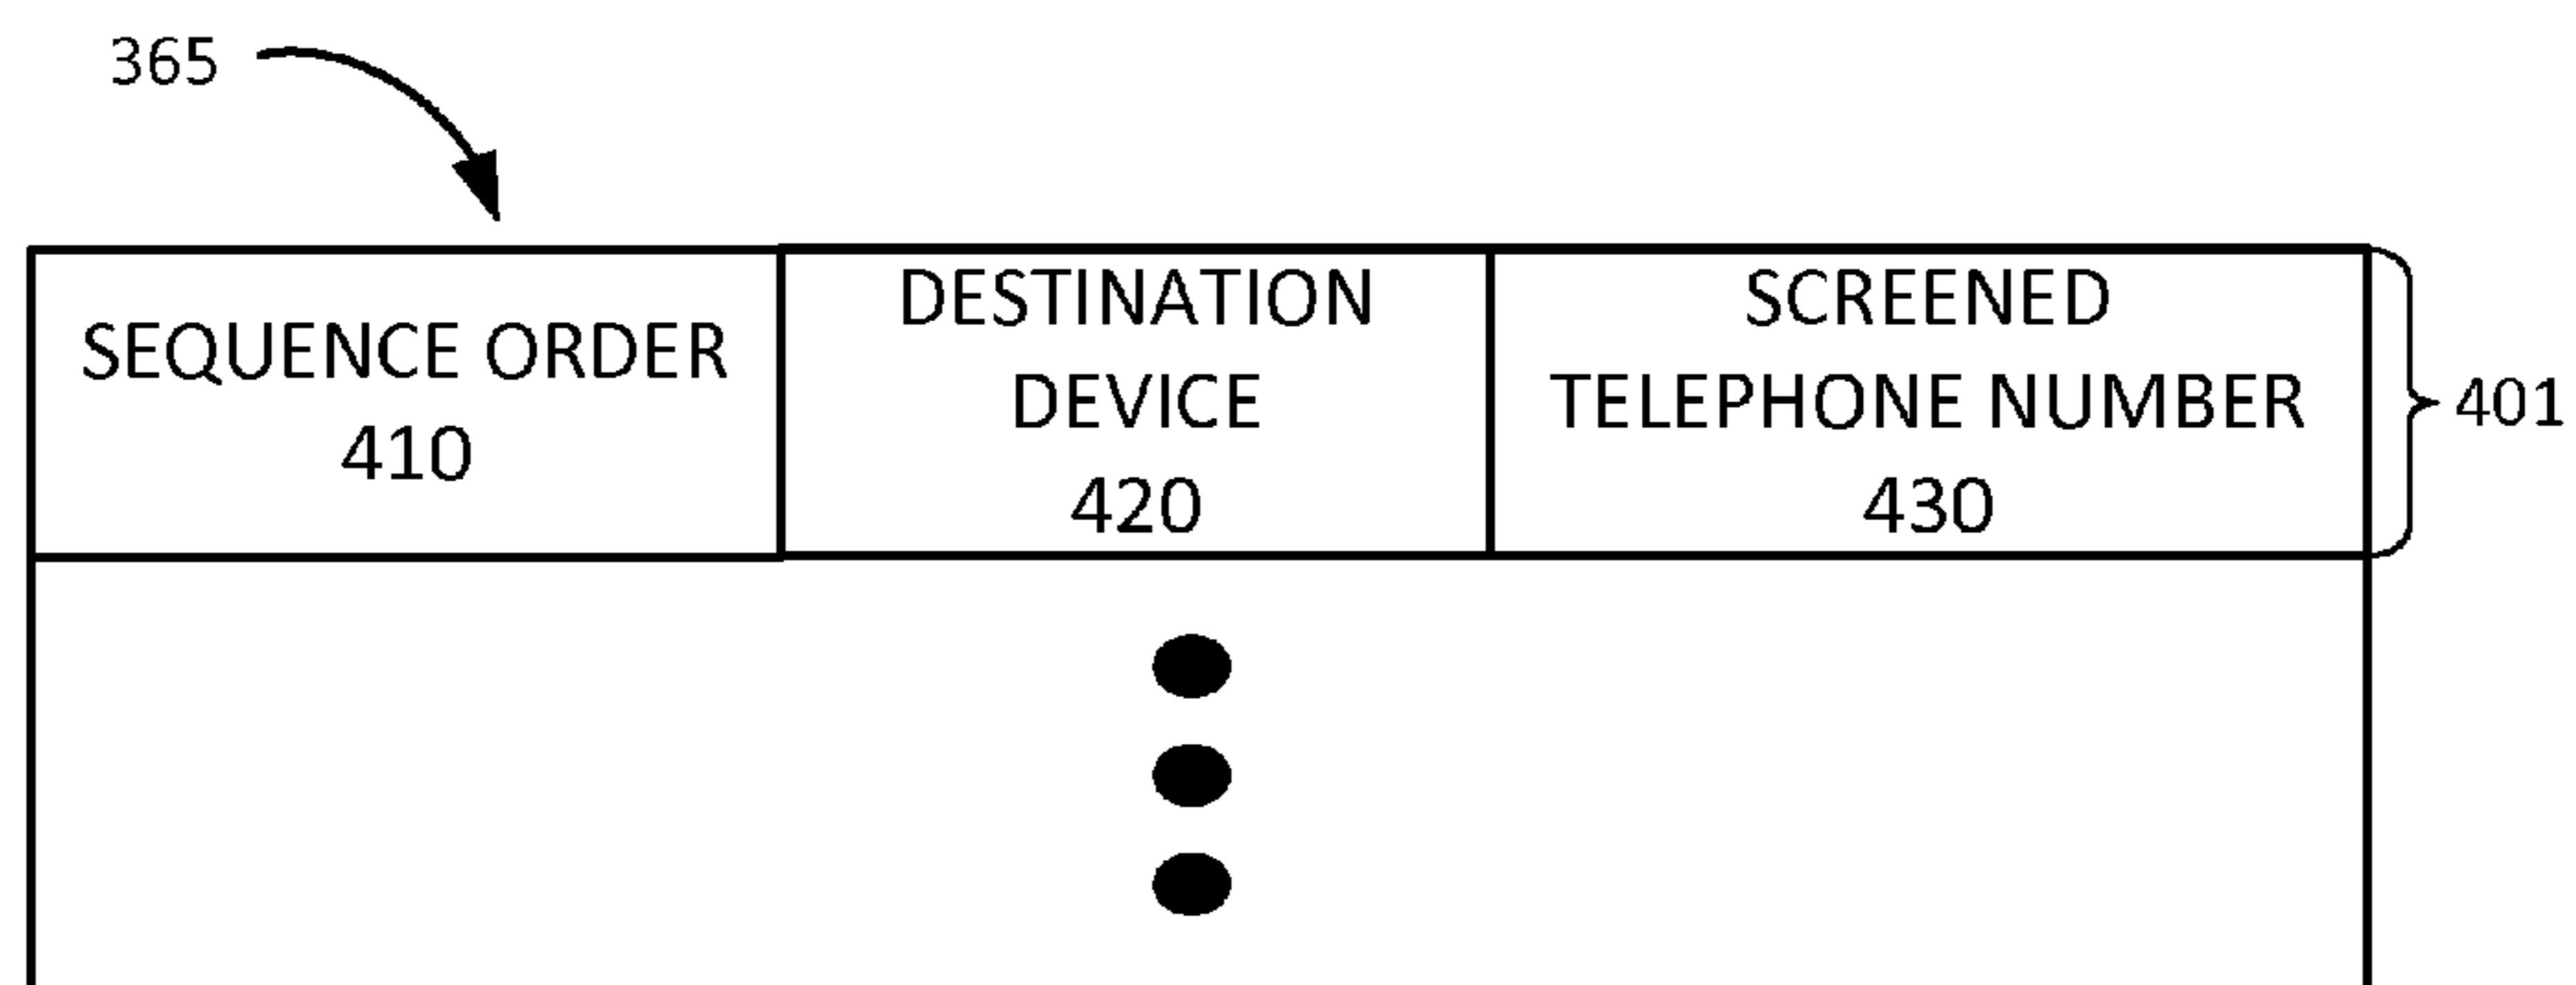 365
SEQUENCE ORDER
410
DESTINATION
DEVICE
420
SCREENED
TELEPHONE NUMBER
430
401